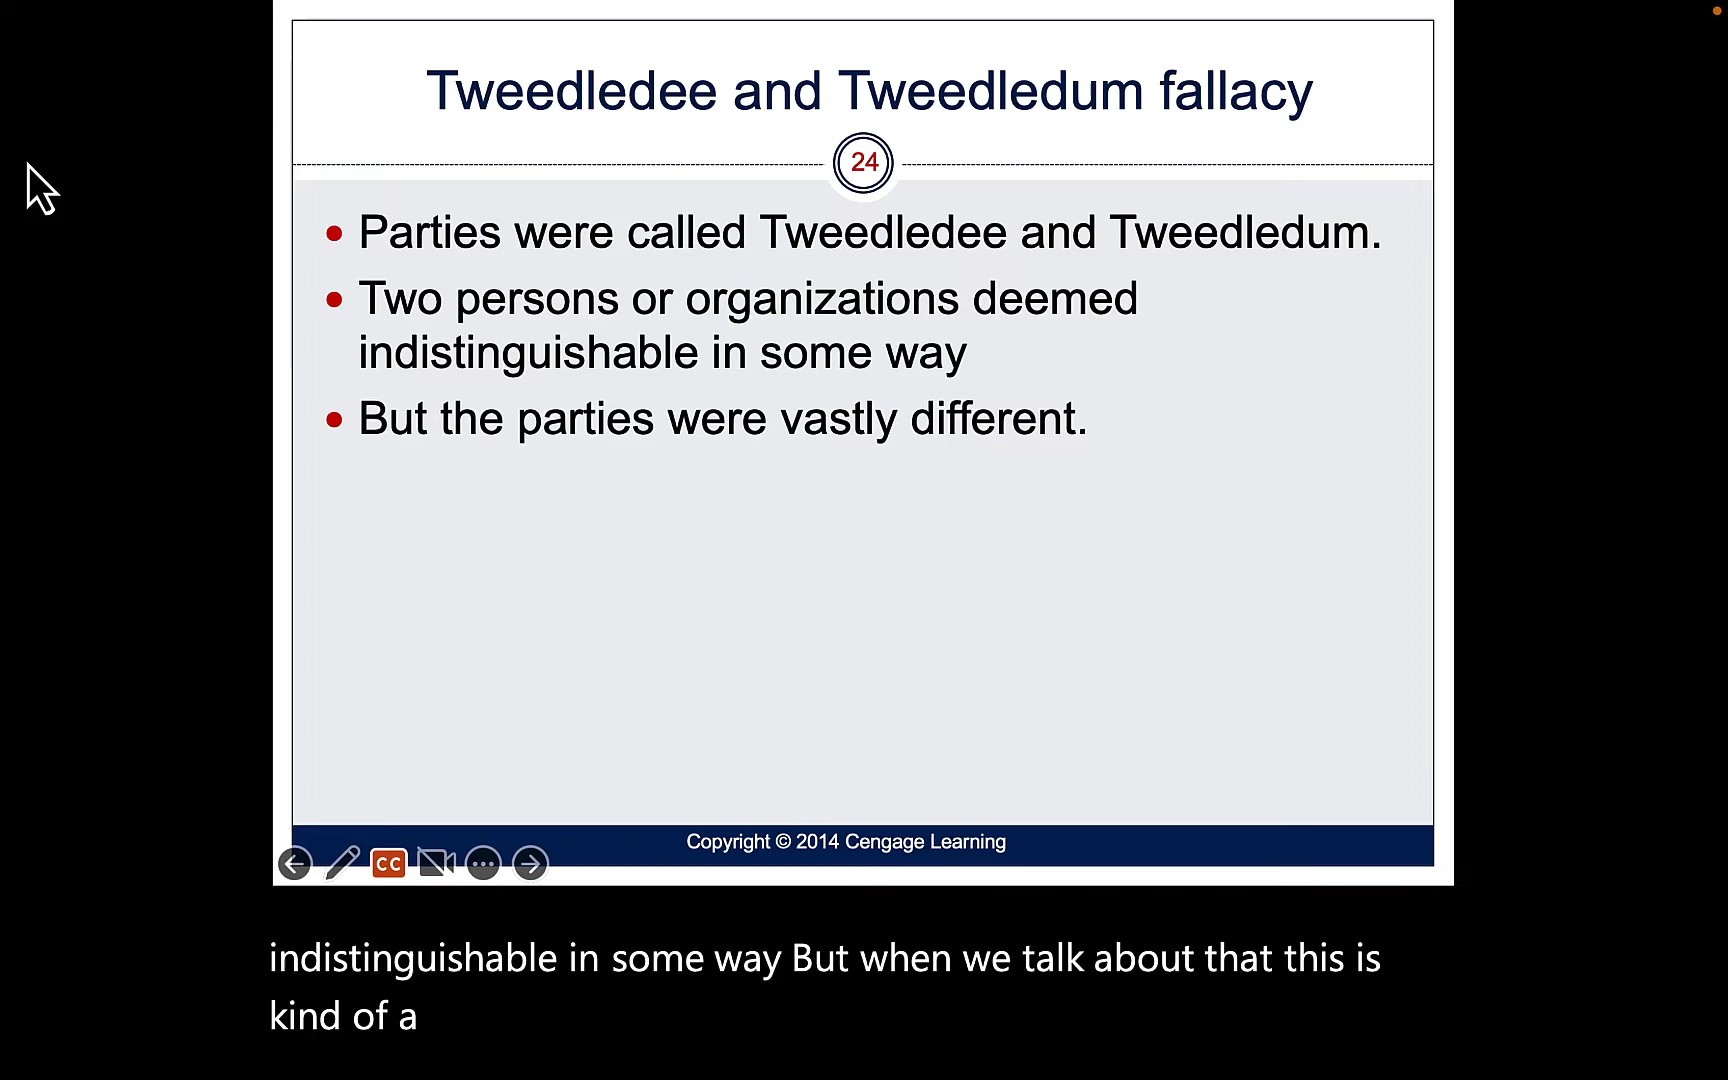 Tweedledee and Tweedledum fallacy
24
• Parties were called Tweedledee and Tweedledum.
• Two persons or organizations deemed
indistinguishable in some way
• But the parties were vastly different.
Copyright © 2014 Cengage Learning
CC
indistinguishable in some way But when we talk about that this is
kind of a